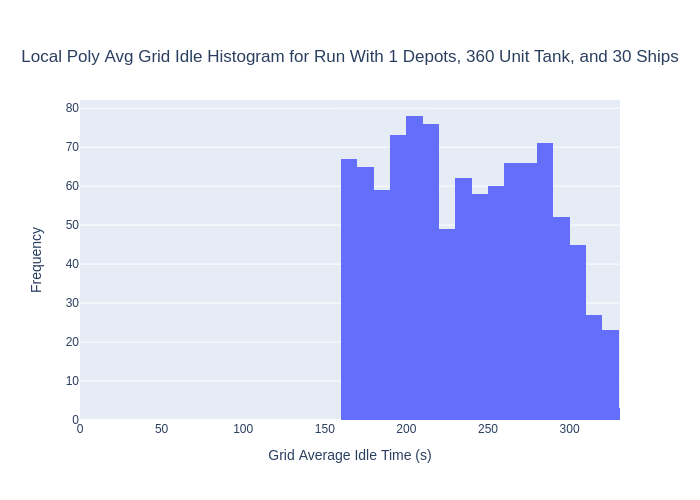 Local Poly Avg Grid Idle Histogram for Run With 1 Depots, 360 Unit Tank, and 30 Ships
80
70
60
50
40
30
20
10
0
Frequency
0 50 100 150 200 250 300
Grid Average Idle Time (s)